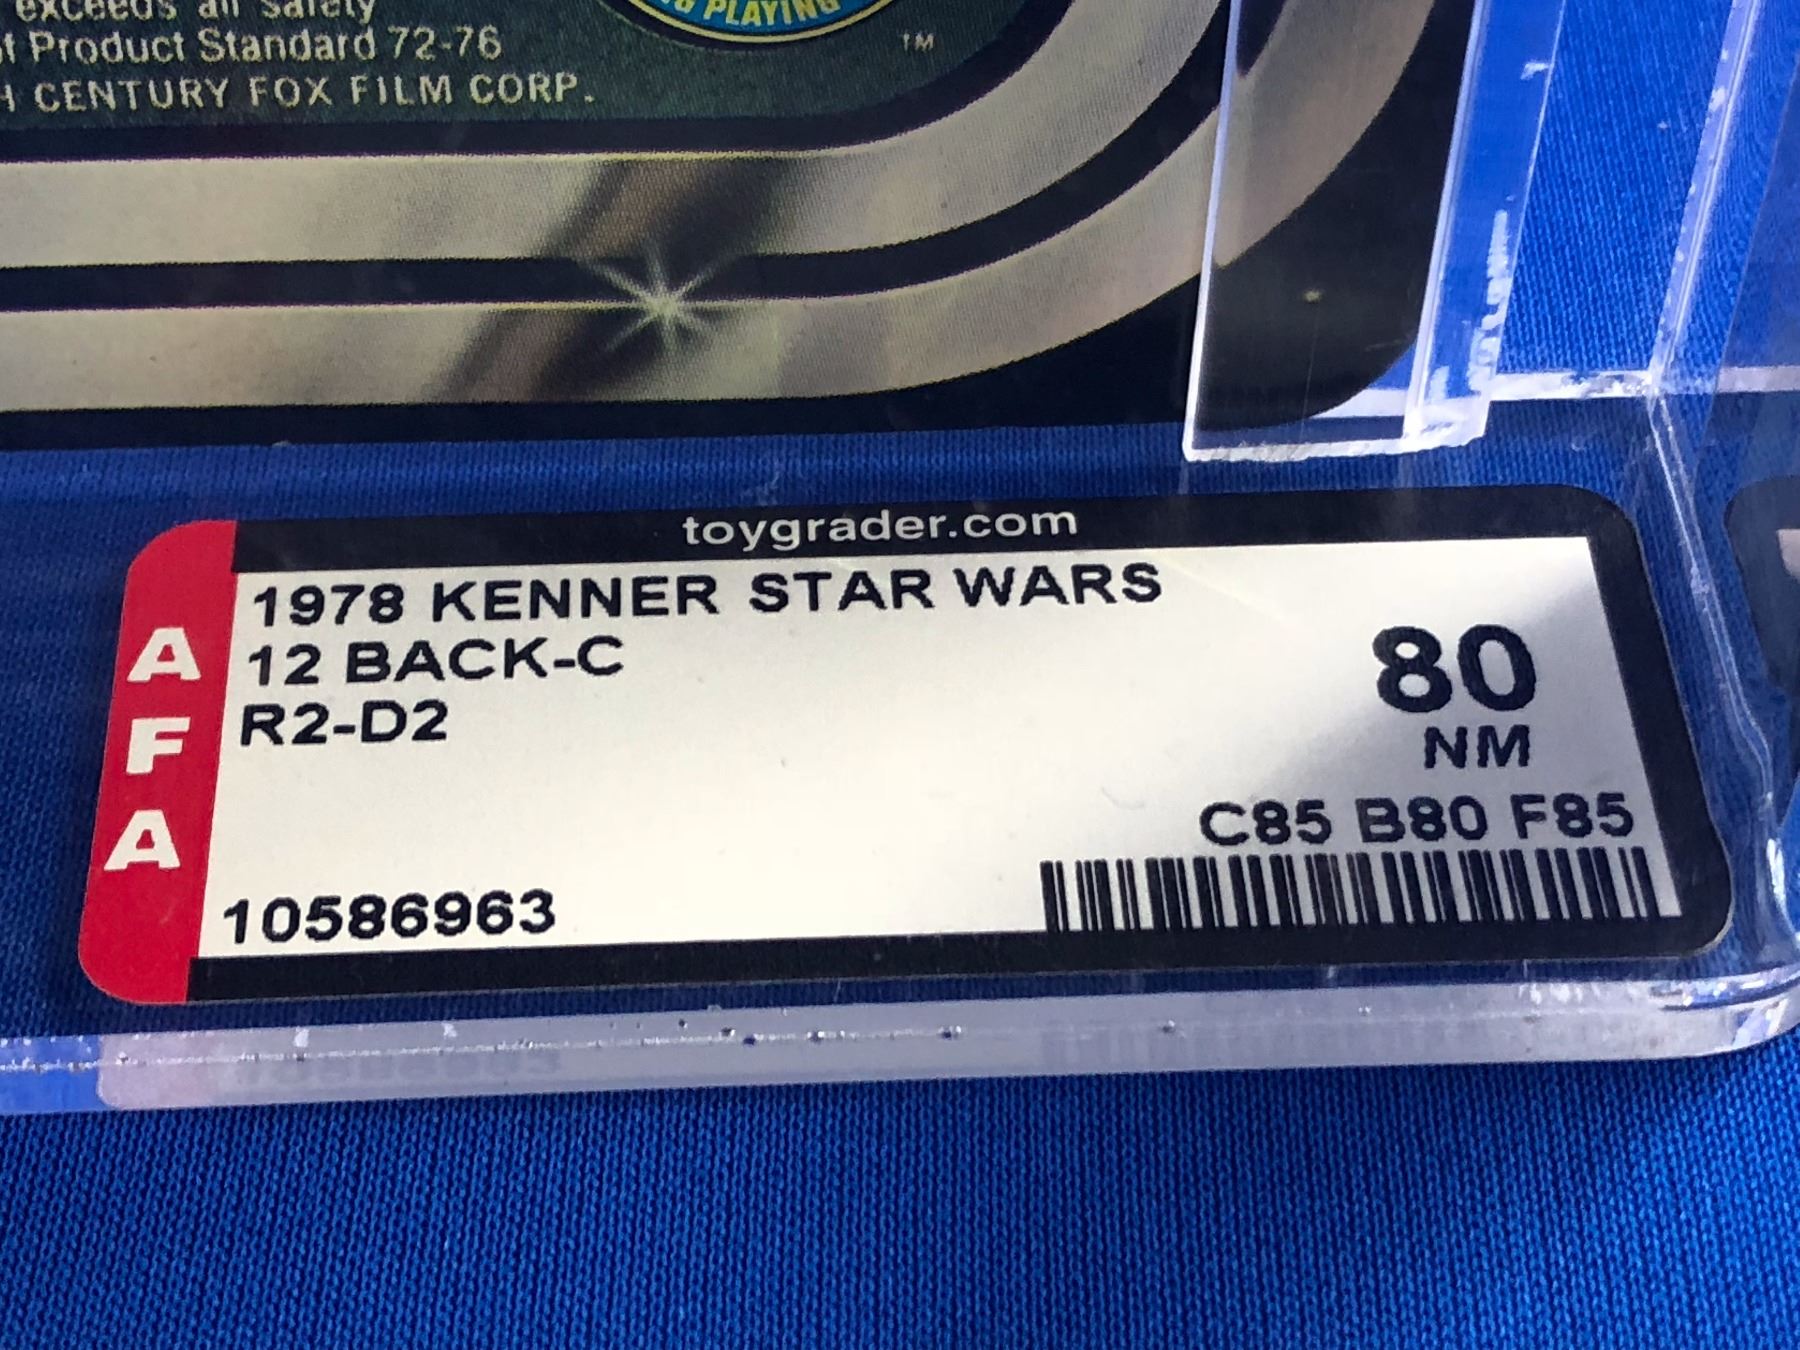 exceeds all safety
of Product Standard 72-76
CENTURY FOX FILM CORP.
PLAYING
TM
toygrader.com
AFA
1978 KENNER STAR WARS
12 BACK-C
R2-D2
80
NM
C85 B80 F85
10586963